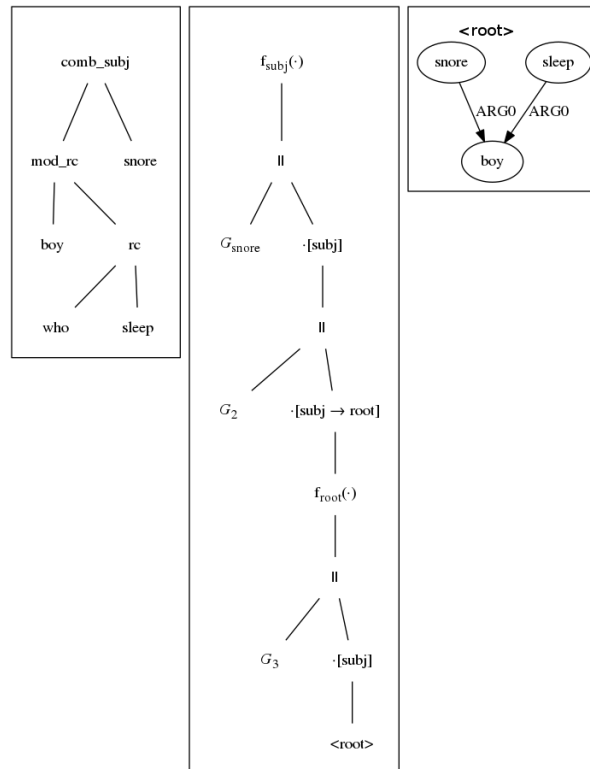 comb_subj
mod_rc snore
boy rc
who sleep
f_subj(·)
||
G_snore ·[subj]
||
G_2 ·[subj → root]
f_root(·)
||
G_3 ·[subj]
<root>
<root>
snore sleep
ARG0 ARG0
boy